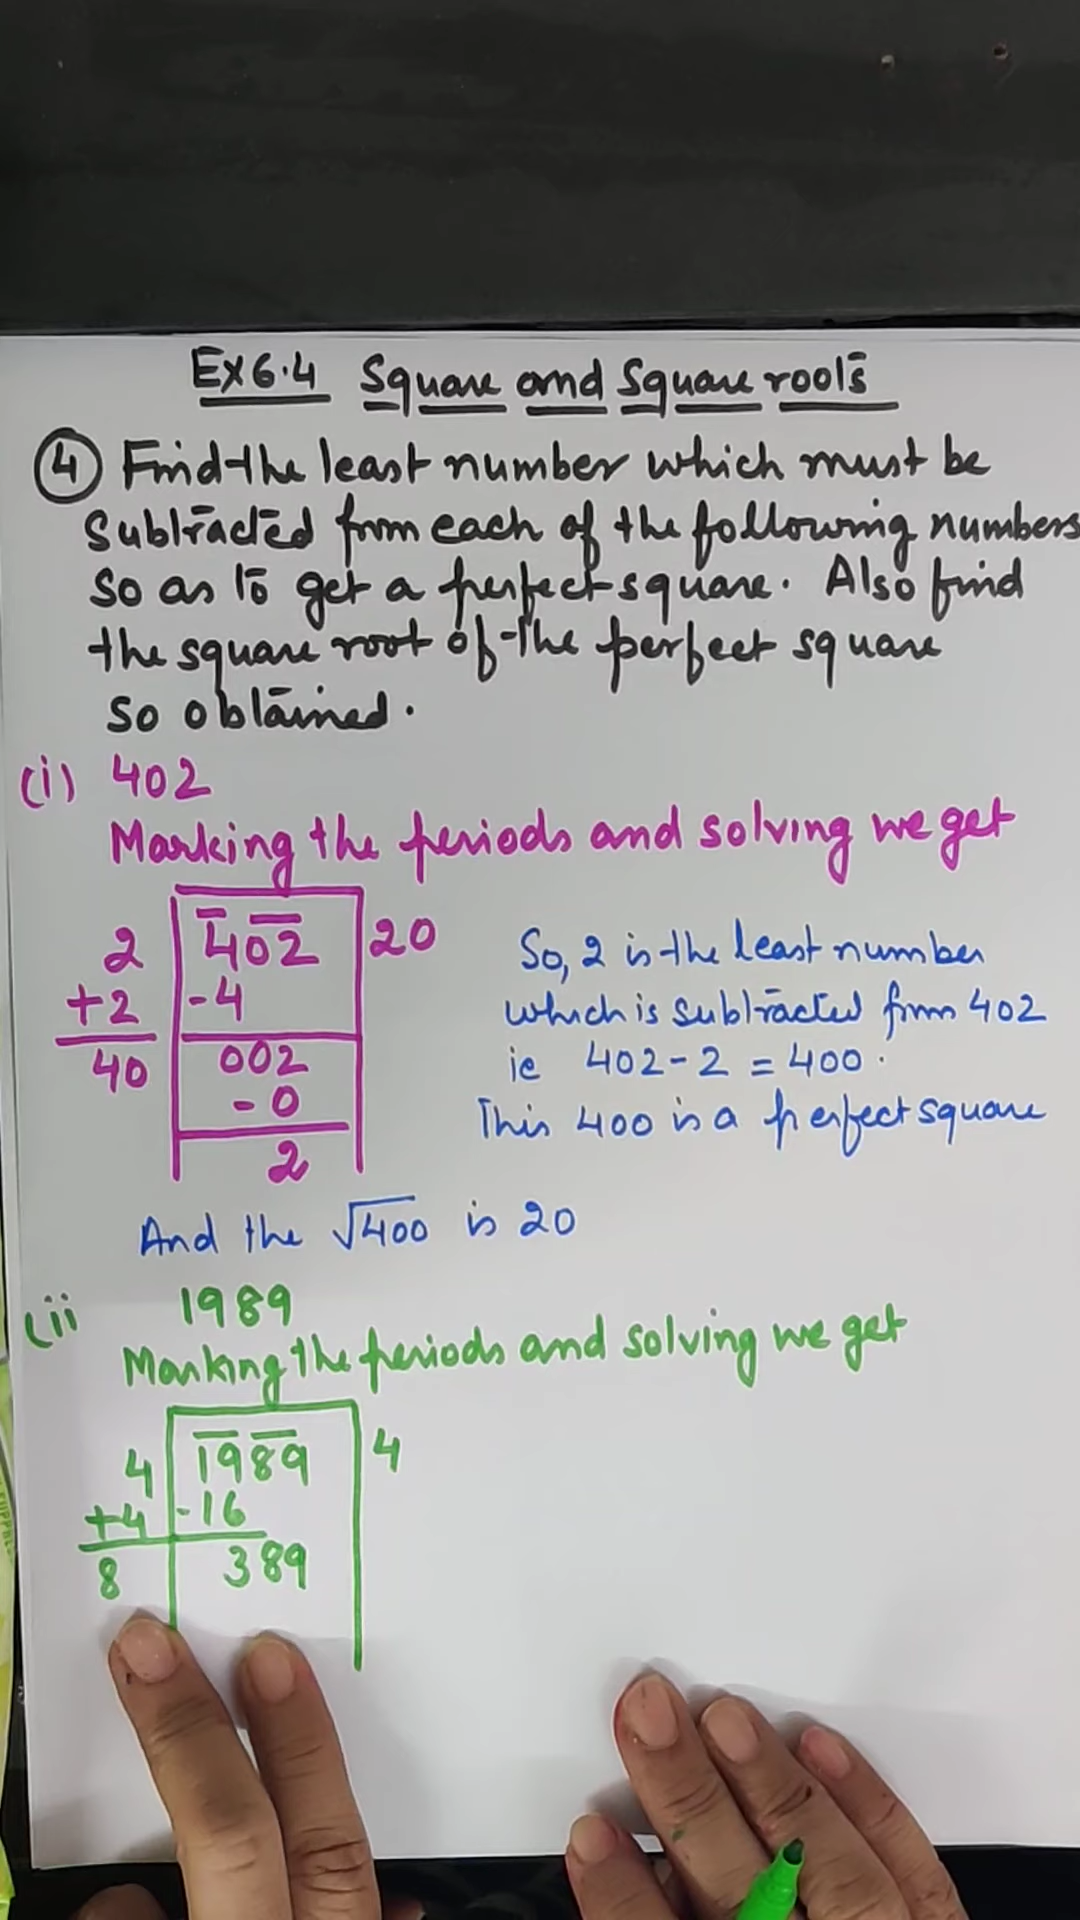 Ex 6.4 Square and Square roots
4 Find the least number which must be
Subtracted from each of the following numbers
so as to get a perfect square. Also find
the square root of the perfect square
so obtained.
(i) 402
Marking the periods and solving we get
2 402 20
+2 -4
40 002
-0
2
So, 2 is the least number
which is subtracted from 402
ie 402-2 = 400.
This 400 is a perfect square
And the √400 is 20
(ii 1989
Marking the periods and solving we get
4 1989 4
+4 -16
8 389